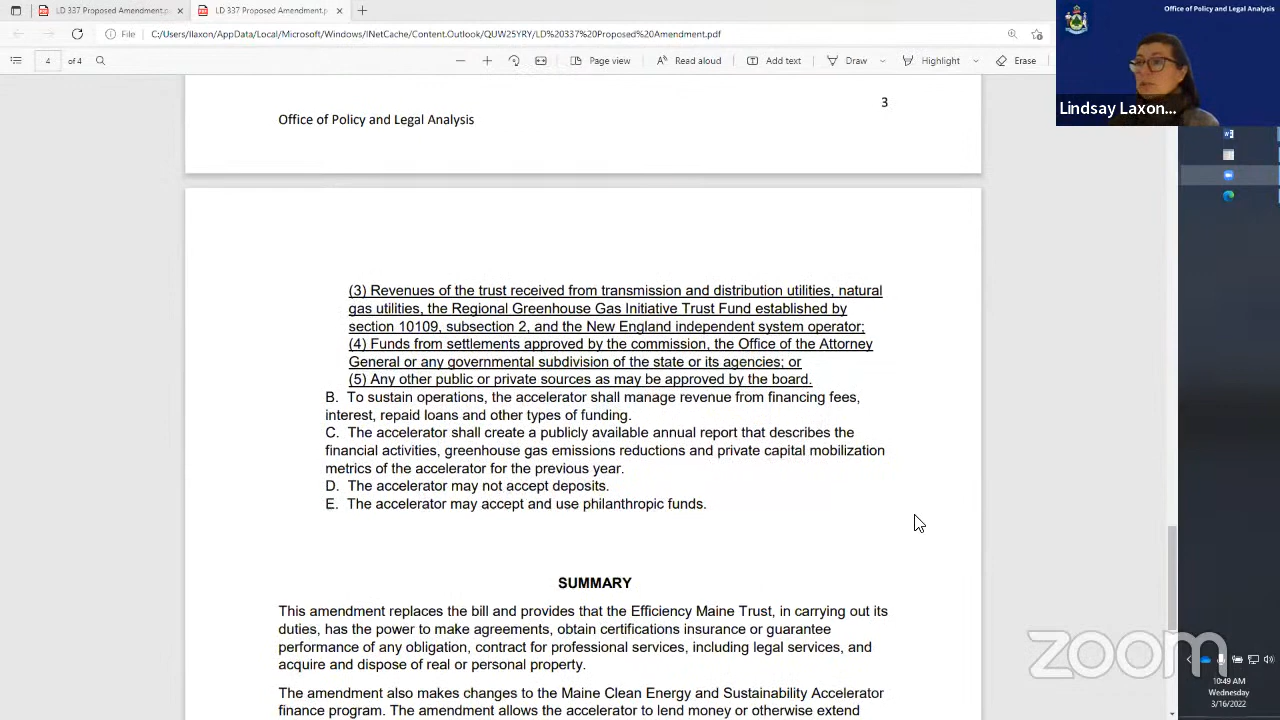 LD 337 Proposed Amendment.p
LD 337 Proposed Amendment.p
Office of Policy and Legal Analysis
File
C:/Users/llaxon/AppData/Local/Microsoft/Windows/INetCache/Content.Outlook/QUW25YRY/LD%20337%20Proposed%20Amendment.pdf
4 of 4
Page view
Read aloud
Add text
Draw
Highlight
Erase
Lindsay Laxon...
3
Office of Policy and Legal Analysis
(3) Revenues of the trust received from transmission and distribution utilities, natural
gas utilities, the Regional Greenhouse Gas Initiative Trust Fund established by
section 10109, subsection 2, and the New England independent system operator;
(4) Funds from settlements approved by the commission, the Office of the Attorney
General or any governmental subdivision of the state or its agencies; or
(5) Any other public or private sources as may be approved by the board.
B. To sustain operations, the accelerator shall manage revenue from financing fees,
interest, repaid loans and other types of funding.
C. The accelerator shall create a publicly available annual report that describes the
financial activities, greenhouse gas emissions reductions and private capital mobilization
metrics of the accelerator for the previous year.
D. The accelerator may not accept deposits.
E. The accelerator may accept and use philanthropic funds.
SUMMARY
This amendment replaces the bill and provides that the Efficiency Maine Trust, in carrying out its
duties, has the power to make agreements, obtain certifications insurance or guarantee
performance of any obligation, contract for professional services, including legal services, and
acquire and dispose of real or personal property.
The amendment also makes changes to the Maine Clean Energy and Sustainability Accelerator
finance program. The amendment allows the accelerator to lend money or otherwise extend
zoom
10:49 AM
Wednesday
3/16/2022